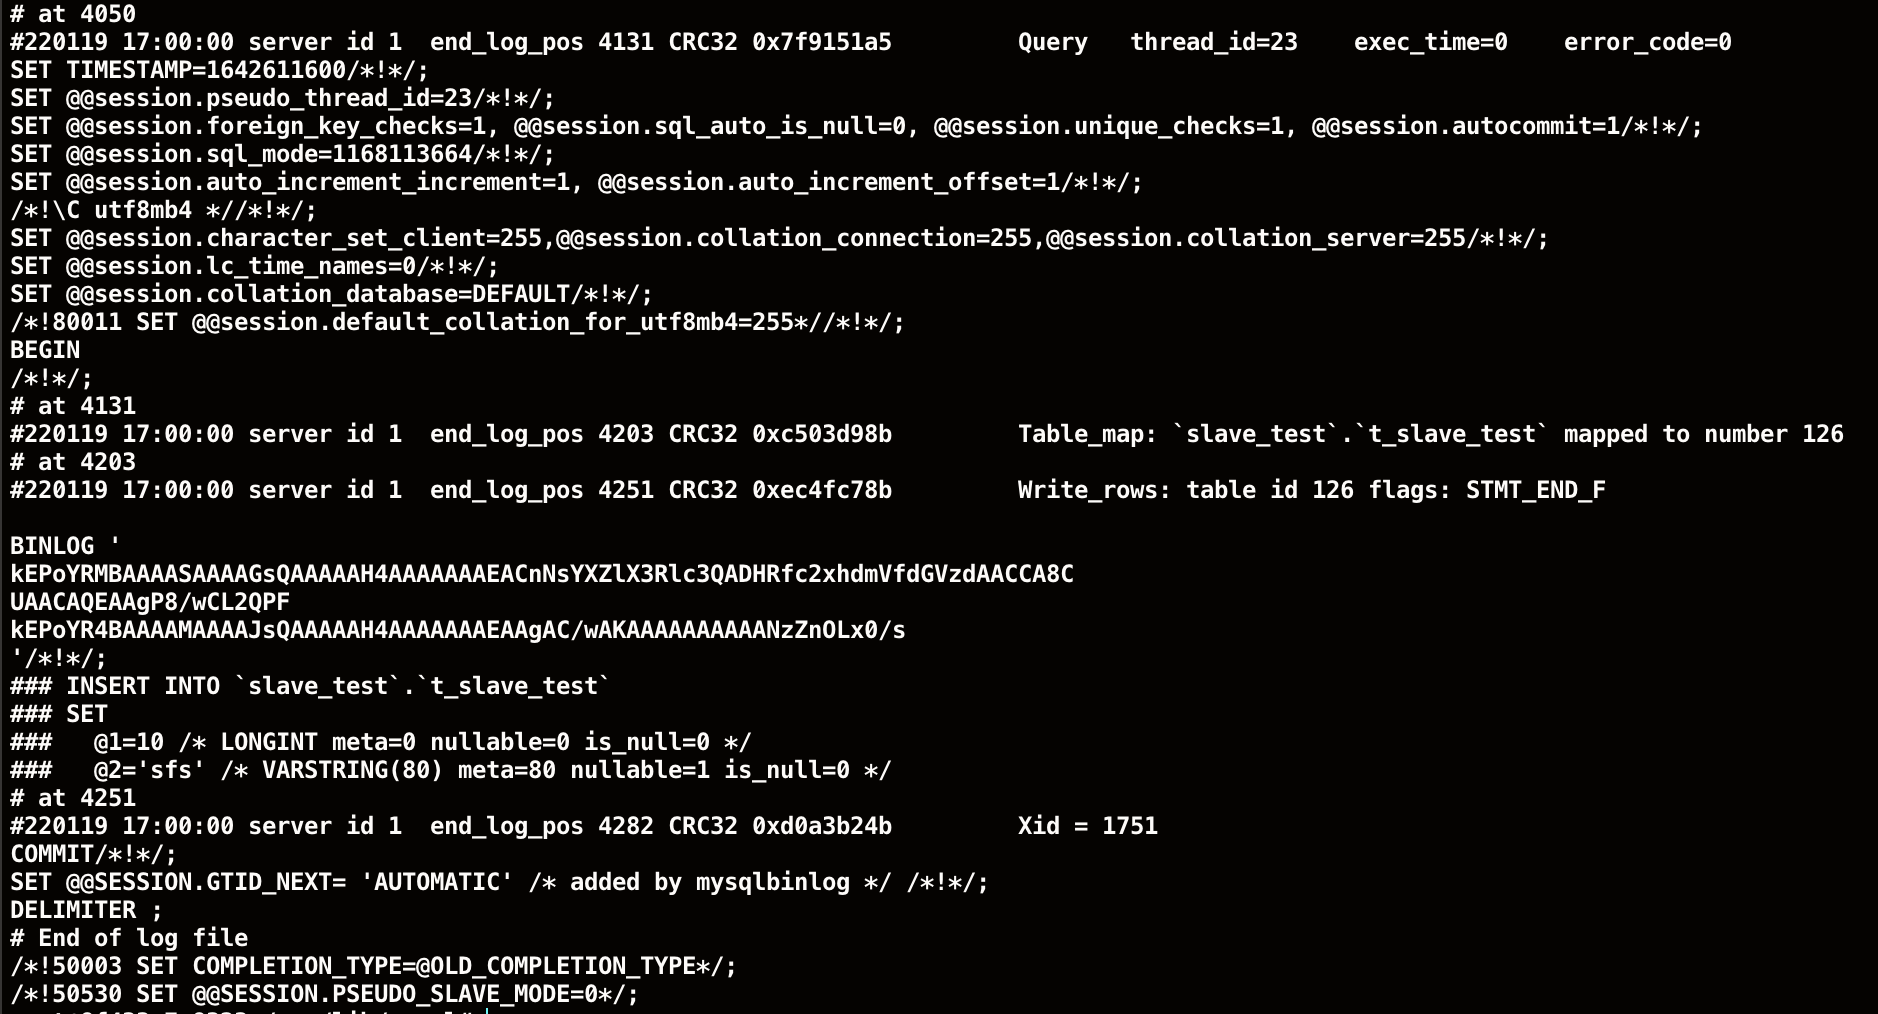 # at 4050
#220119 17:00:00 server id 1  end_log_pos 4131 CRC32 0x7f9151a5         Query   thread_id=23    exec_time=0    error_code=0
SET TIMESTAMP=1642611600/*!*/;
SET @@session.pseudo_thread_id=23/*!*/;
SET @@session.foreign_key_checks=1, @@session.sql_auto_is_null=0, @@session.unique_checks=1, @@session.autocommit=1/*!*/;
SET @@session.sql_mode=1168113664/*!*/;
SET @@session.auto_increment_increment=1, @@session.auto_increment_offset=1/*!*/;
/*!\C utf8mb4 *//*!*/;
SET @@session.character_set_client=255,@@session.collation_connection=255,@@session.collation_server=255/*!*/;
SET @@session.lc_time_names=0/*!*/;
SET @@session.collation_database=DEFAULT/*!*/;
/*!80011 SET @@session.default_collation_for_utf8mb4=255*//*!*/;
BEGIN
/*!*/;
# at 4131
#220119 17:00:00 server id 1  end_log_pos 4203 CRC32 0xc503d98b         Table_map: `slave_test`.`t_slave_test` mapped to number 126
# at 4203
#220119 17:00:00 server id 1  end_log_pos 4251 CRC32 0xec4fc78b         Write_rows: table id 126 flags: STMT_END_F
BINLOG '
kEPoYRMBAAAASAAAAGsQAAAAAH4AAAAAAAEACnNsYXZlX3Rlc3QADHRfc2xhdmVfdGVzdAACCA8C
UAACAQEAAgP8/wCL2QPF
kEPoYR4BAAAAMAAAAJsQAAAAAH4AAAAAAAEAAgAC/wAKAAAAAAAAAANzZnOLx0/s
'/*!*/;
### INSERT INTO `slave_test`.`t_slave_test`
### SET
###   @1=10 /* LONGINT meta=0 nullable=0 is_null=0 */
###   @2='sfs' /* VARSTRING(80) meta=80 nullable=1 is_null=0 */
# at 4251
#220119 17:00:00 server id 1  end_log_pos 4282 CRC32 0xd0a3b24b         Xid = 1751
COMMIT/*!*/;
SET @@SESSION.GTID_NEXT= 'AUTOMATIC' /* added by mysqlbinlog */ /*!*/;
DELIMITER ;
# End of log file
/*!50003 SET COMPLETION_TYPE=@OLD_COMPLETION_TYPE*/;
/*!50530 SET @@SESSION.PSEUDO_SLAVE_MODE=0*/;